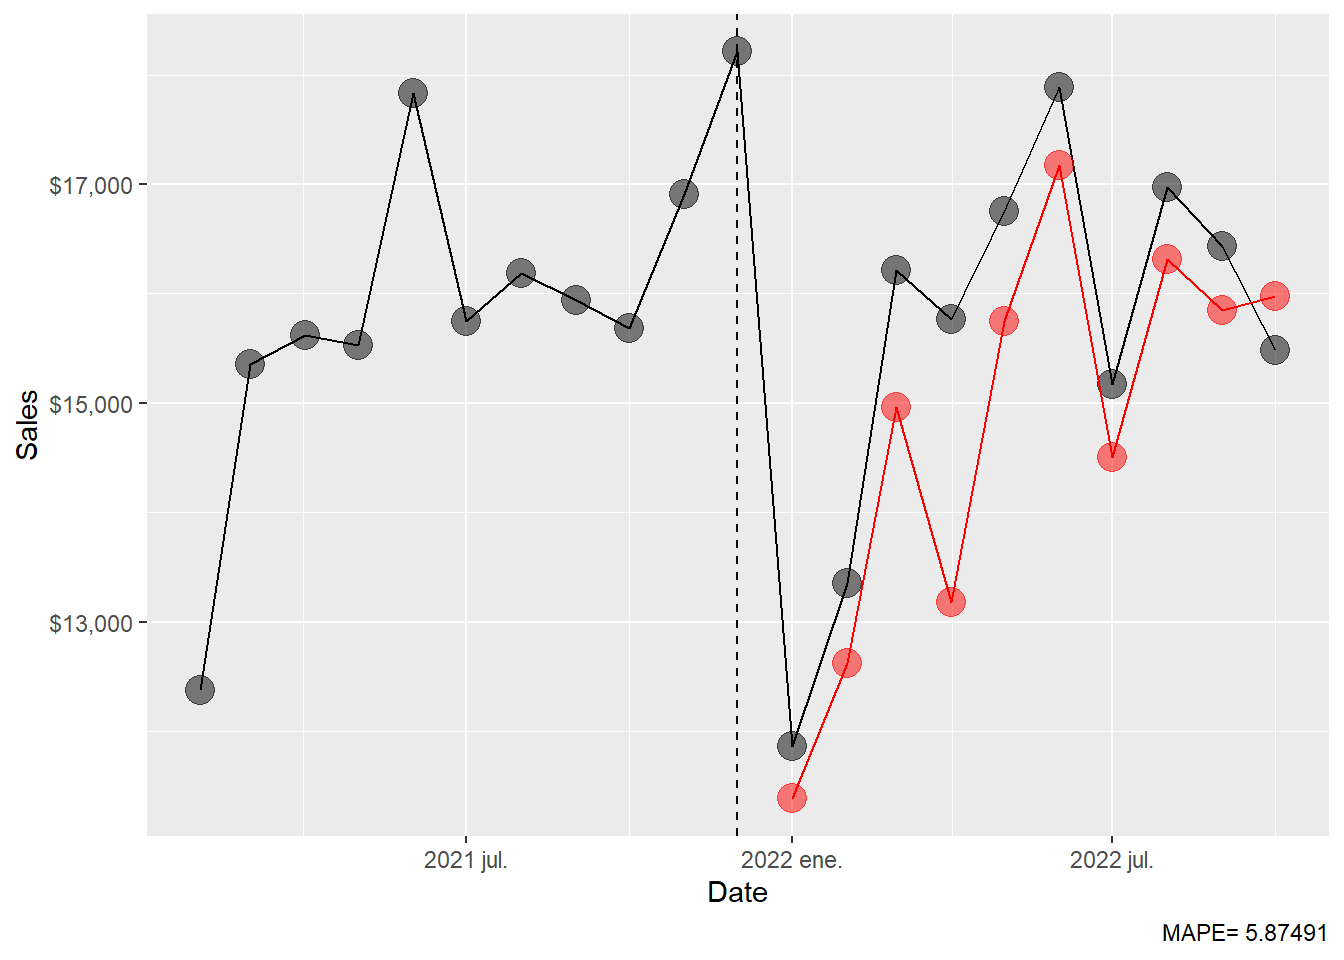 $17,000
$15,000
$13,000
Sales
2021 jul.
2022 ene.
2022 jul.
Date
MAPE= 5.87491